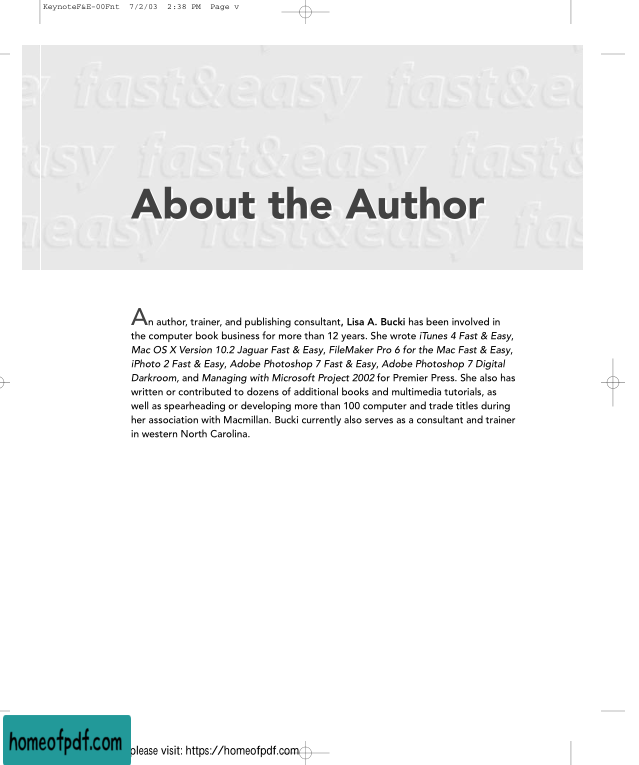 KeynoteF&E-00Fnt 7/2/03 2:38 PM Page v
fast&easy fast&e
asy fast&easy fast&
easy fast&easy fas
About the Author
An author, trainer, and publishing consultant, Lisa A. Bucki has been involved in
the computer book business for more than 12 years. She wrote iTunes 4 Fast & Easy,
Mac OS X Version 10.2 Jaguar Fast & Easy, FileMaker Pro 6 for the Mac Fast & Easy,
iPhoto 2 Fast & Easy, Adobe Photoshop 7 Fast & Easy, Adobe Photoshop 7 Digital
Darkroom, and Managing with Microsoft Project 2002 for Premier Press. She also has
written or contributed to dozens of additional books and multimedia tutorials, as
well as spearheading or developing more than 100 computer and trade titles during
her association with Macmillan. Bucki currently also serves as a consultant and trainer
in western North Carolina.
homeofpdf.com
please visit: https://homeofpdf.com